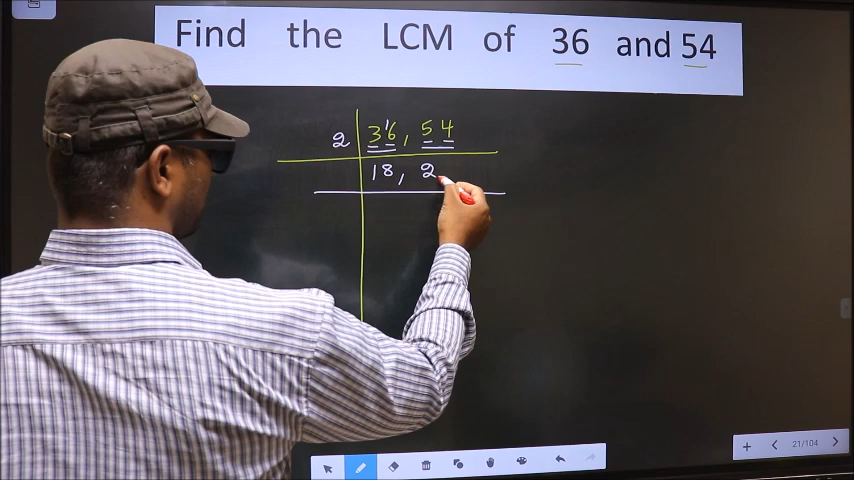 Find the LCM of 36 and 54
2 36, 54
18, 2
21/104